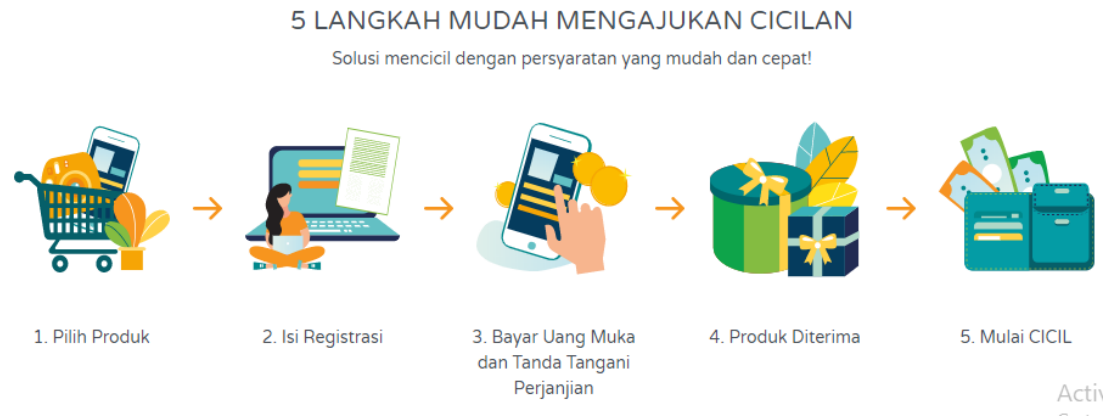 5 LANGKAH MUDAH MENGAJUKAN CICILAN
Solusi mencicil dengan persyaratan yang mudah dan cepat!
1. Pilih Produk
2. Isi Registrasi
3. Bayar Uang Muka
dan Tanda Tangani
Perjanjian
4. Produk Diterima
5. Mulai CICIL